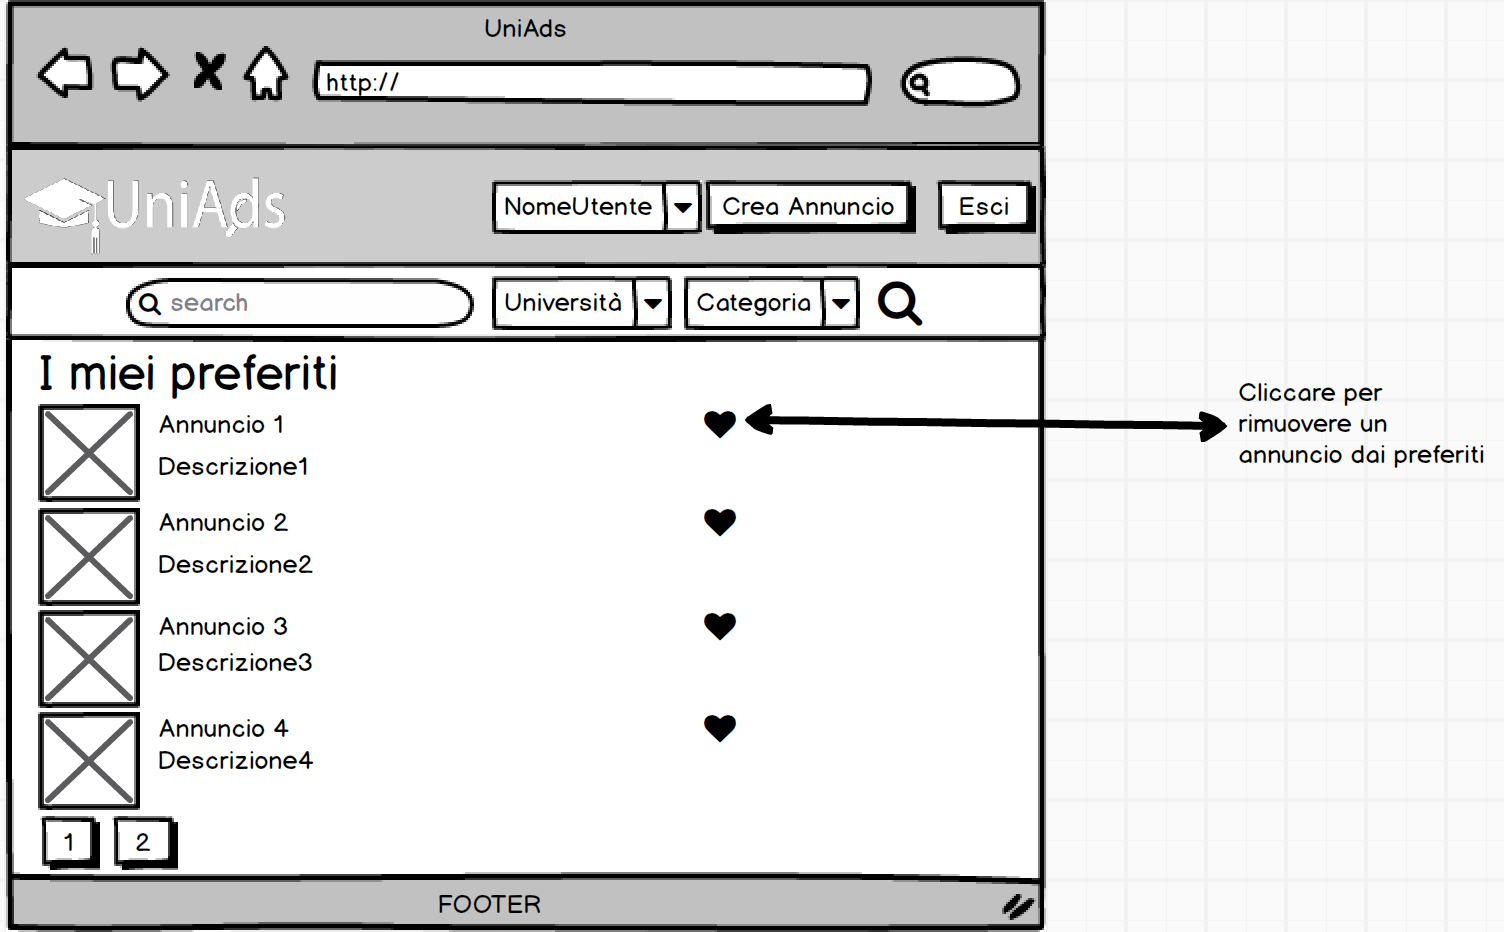 UniAds
http://
UniAds
NomeUtente
Crea Annuncio
Esci
search
Università
Categoria
I miei preferiti
Annuncio 1
Descrizione1
Cliccare per
rimuovere un
annuncio dai preferiti
Annuncio 2
Descrizione2
Annuncio 3
Descrizione3
Annuncio 4
Descrizione4
1
2
FOOTER